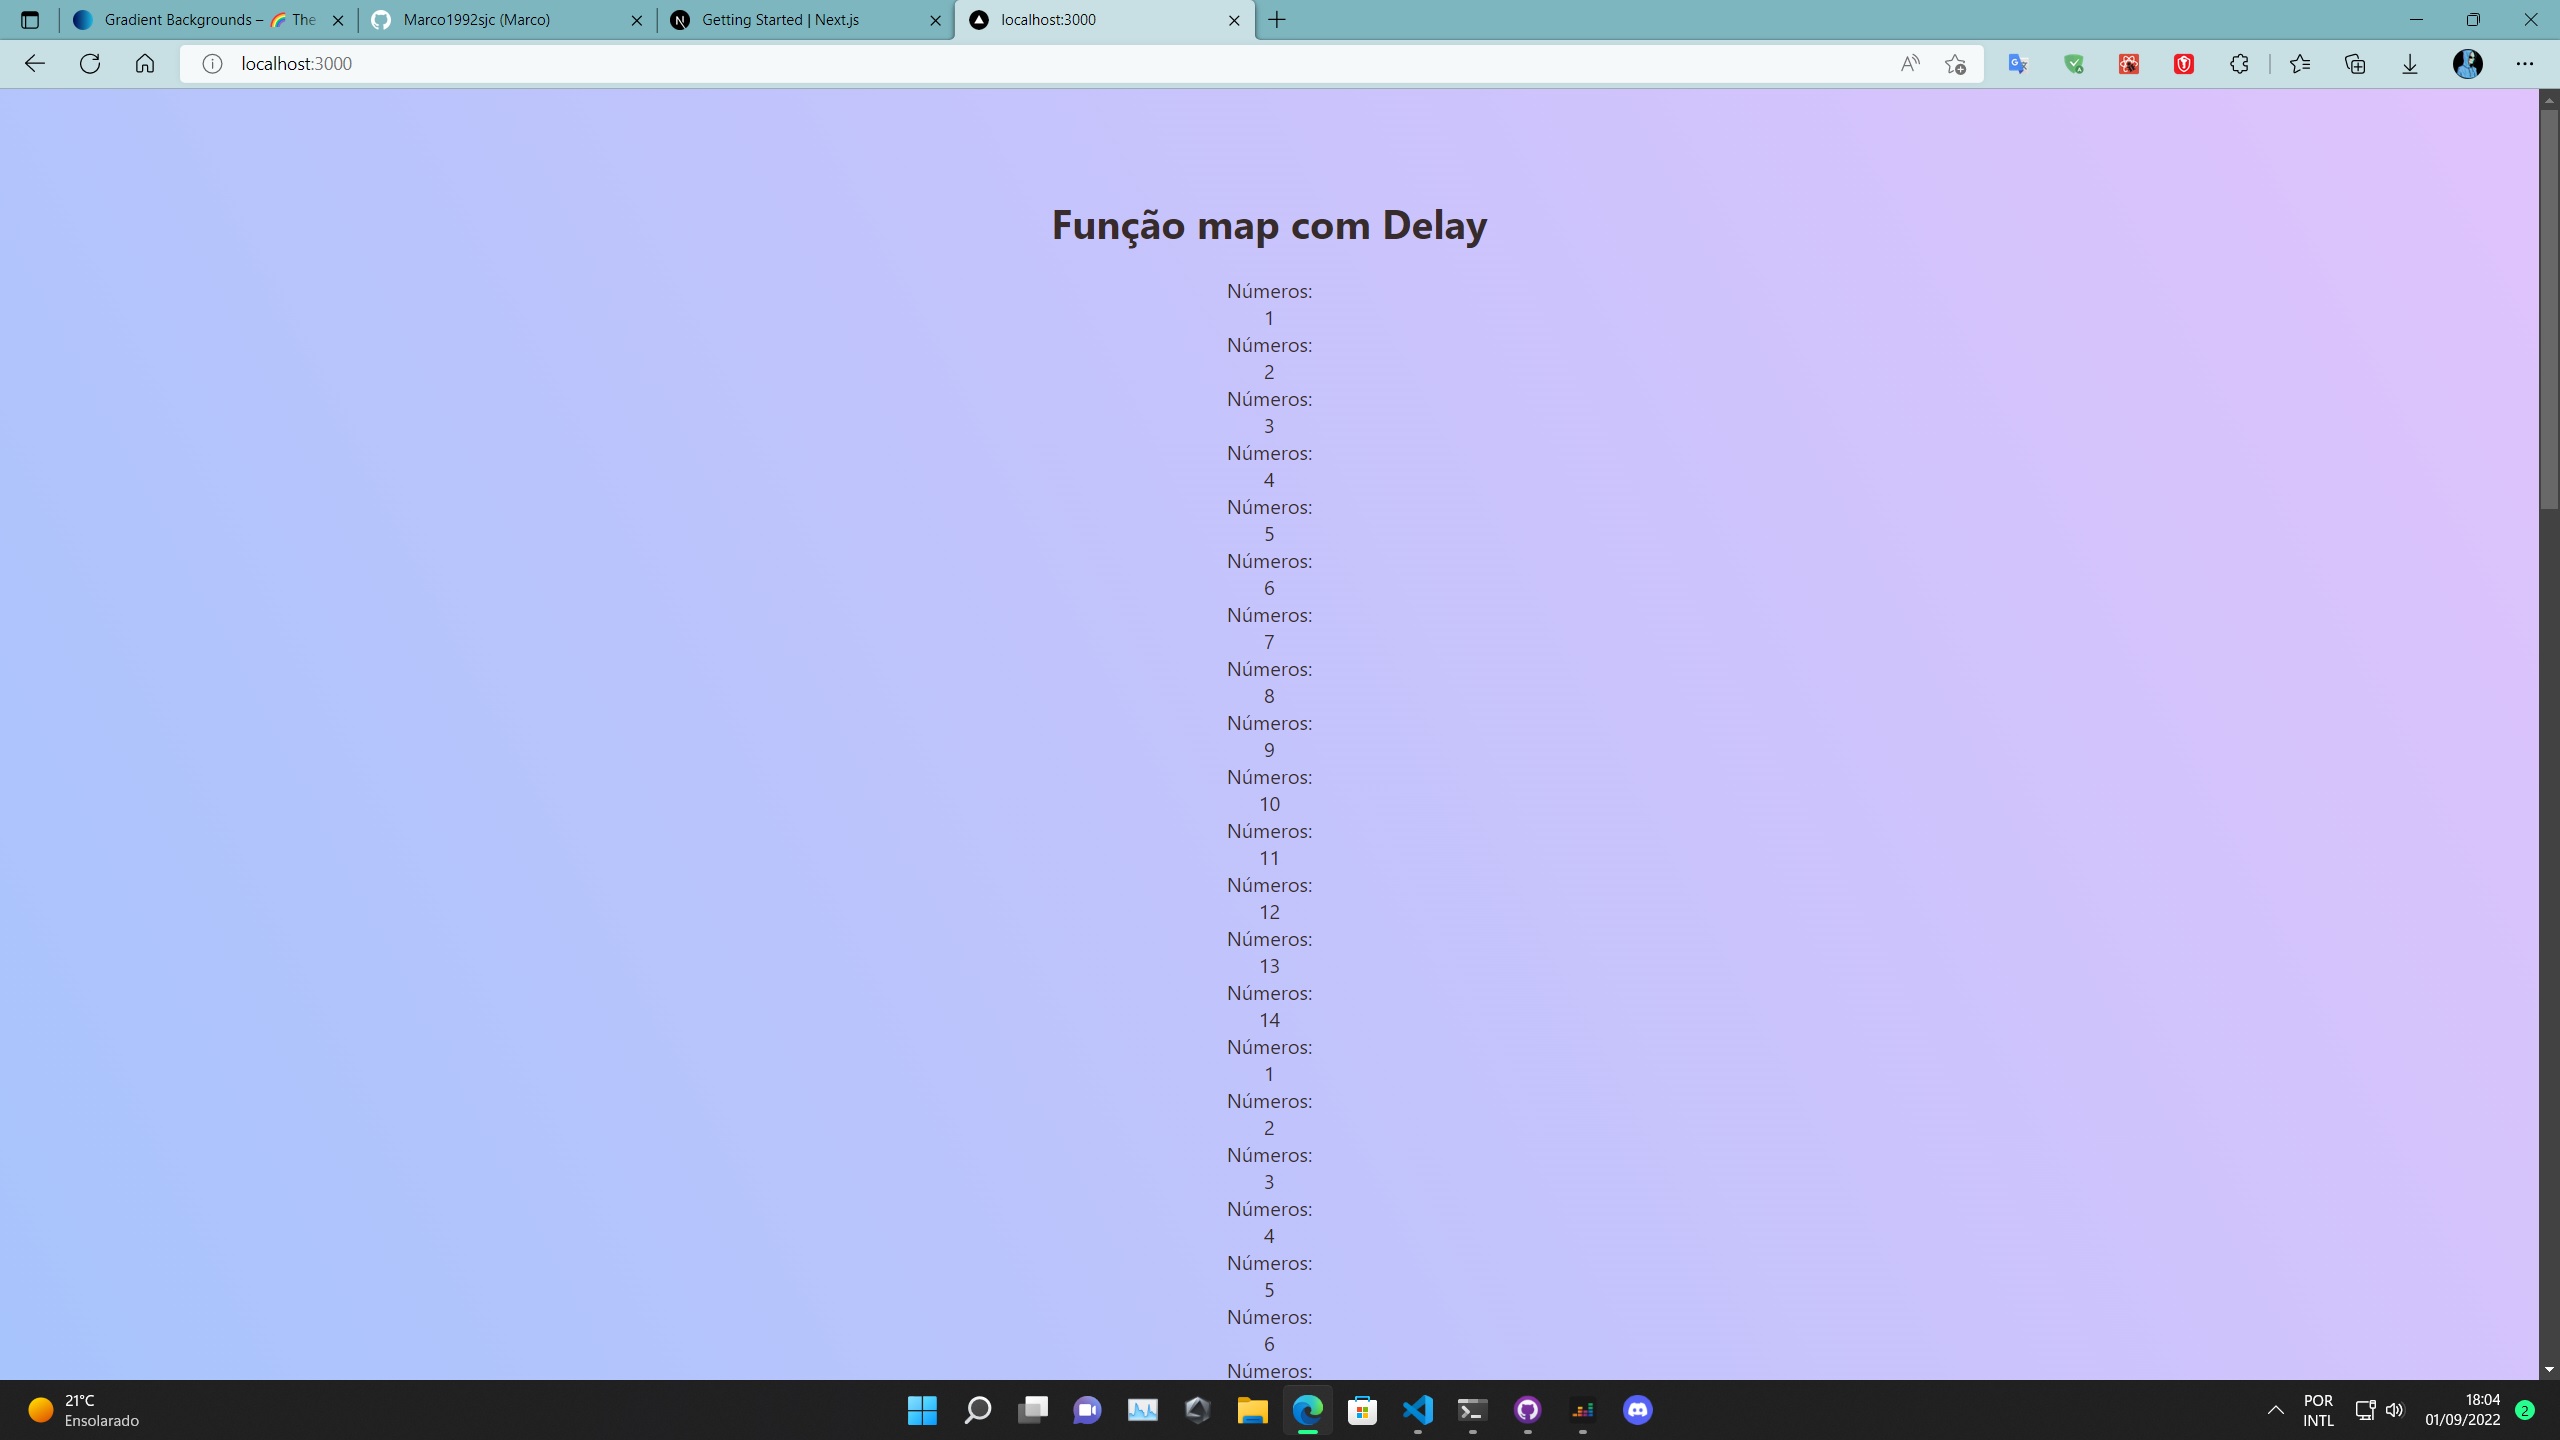 Gradient Backgrounds – 🌈 The
Marco1992sjc (Marco)
Getting Started | Next.js
localhost:3000
localhost:3000
Função map com Delay
Números:
1
Números:
2
Números:
3
Números:
4
Números:
5
Números:
6
Números:
7
Números:
8
Números:
9
Números:
10
Números:
11
Números:
12
Números:
13
Números:
14
Números:
1
Números:
2
Números:
3
Números:
4
Números:
5
Números:
6
Números:
21°C
Ensolarado
POR
INTL
18:04
01/09/2022
2